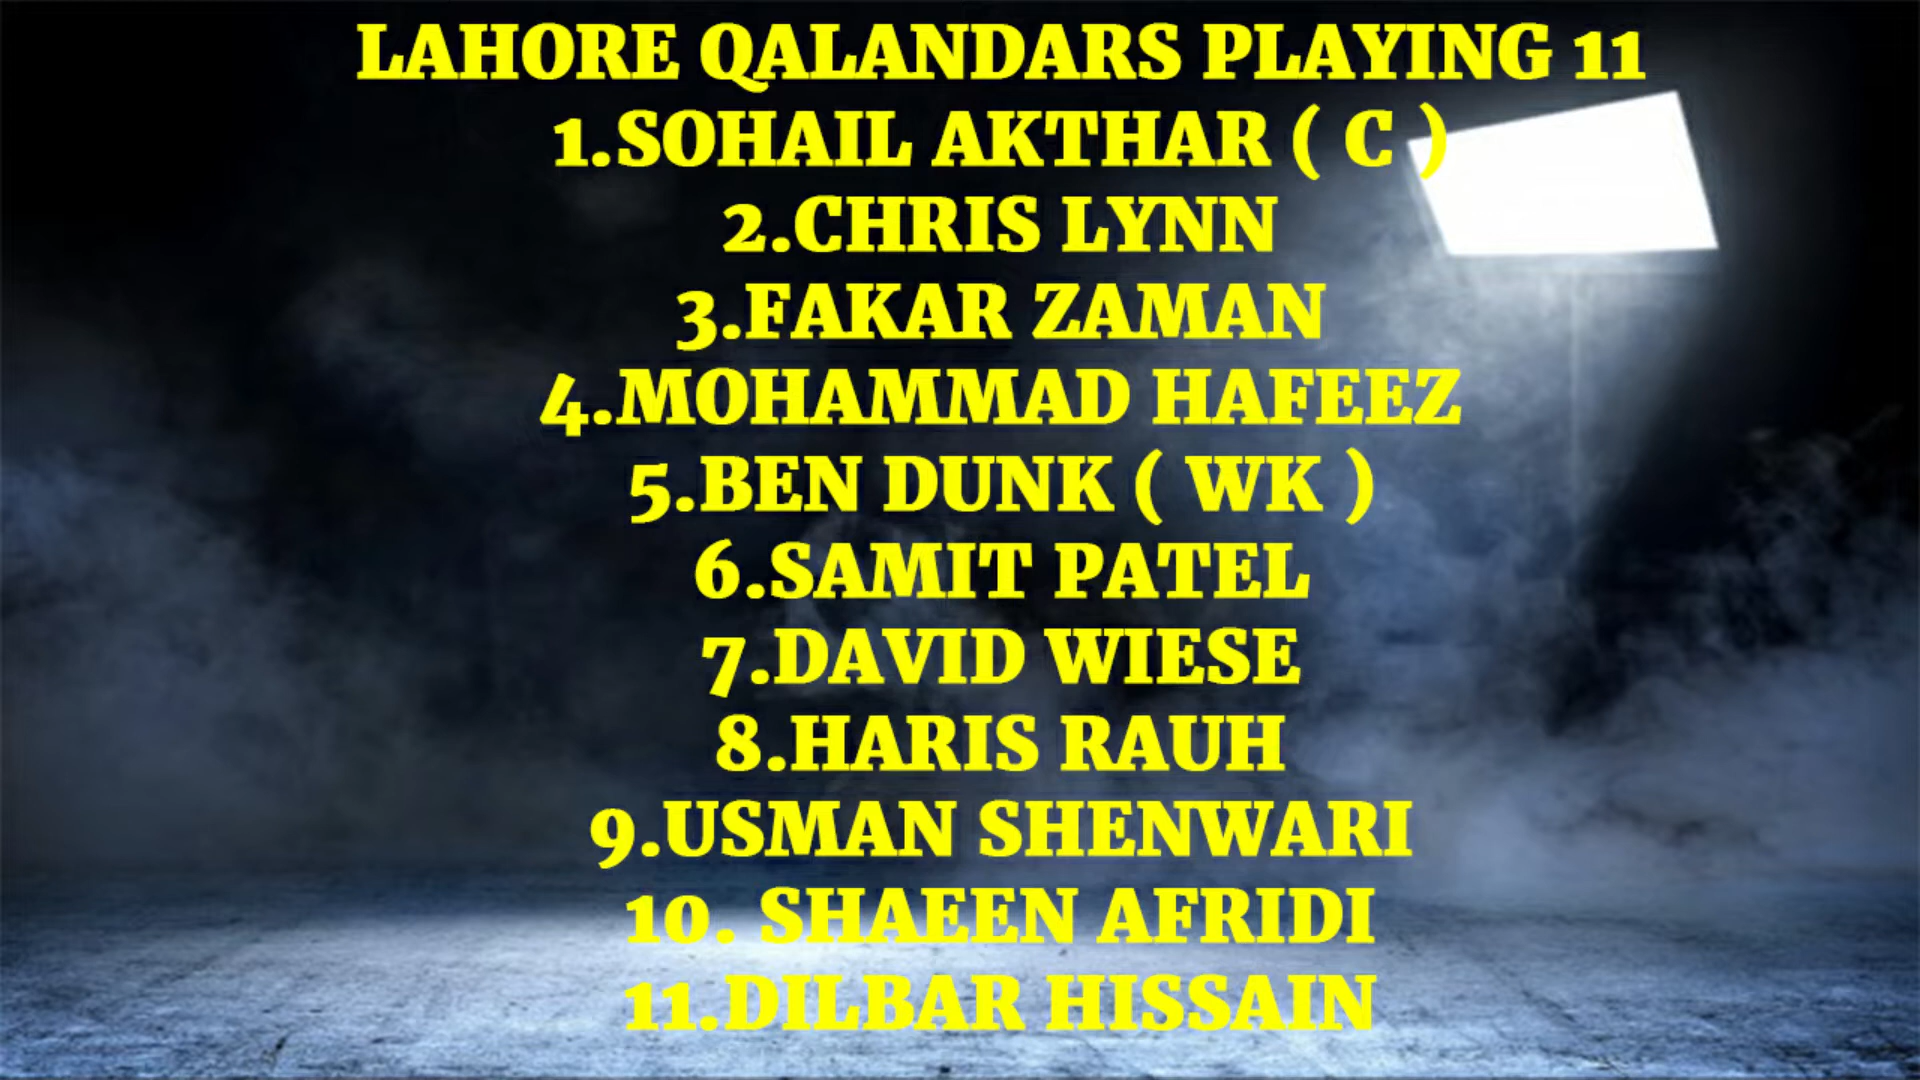 LAHORE QALANDARS PLAYING 11
1.SOHAIL AKTHAR ( C )
2.CHRIS LYNN
3.FAKAR ZAMAN
4.MOHAMMAD HAFEEZ
5.BEN DUNK ( WK )
6.SAMIT PATEL
7.DAVID WIESE
8.HARIS RAUH
9.USMAN SHENWARI
10. SHAEEN AFRIDI
11.DILBAR HISSAIN